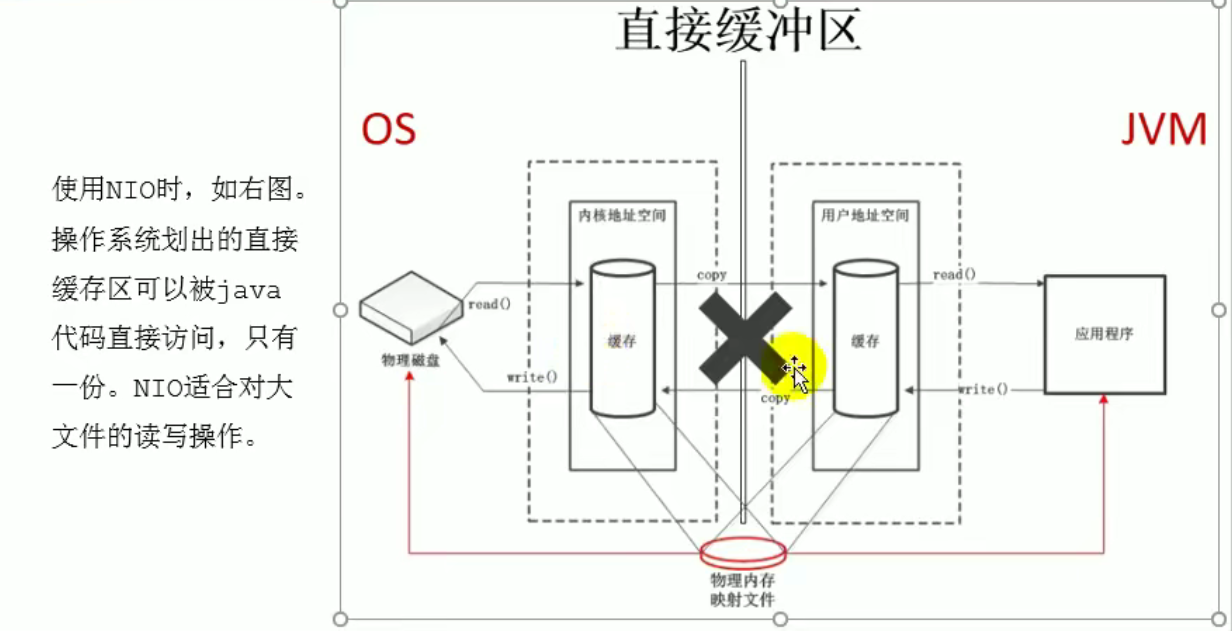 直接缓冲区
OS
JVM
使用NIO时，如右图。
操作系统划出的直接
缓存区可以被java
代码直接访问，只有
一份。NIO适合对大
文件的读写操作。
内核地址空间
用户地址空间
copy
read()
read()
缓存
缓存
应用程序
物理磁盘
write()
copy
write()
物理内存
映射文件